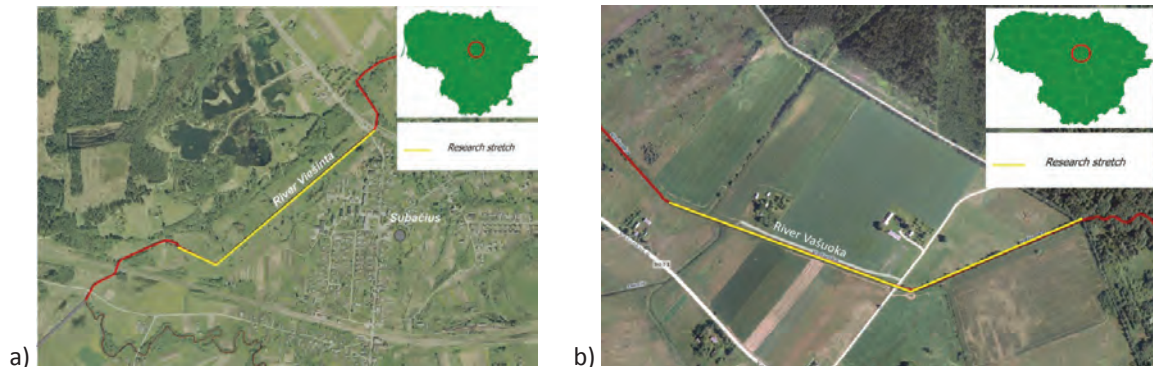 a)
River Viešinta
Subačius
Research stretch
b)
River Vašuoka
Research stretch